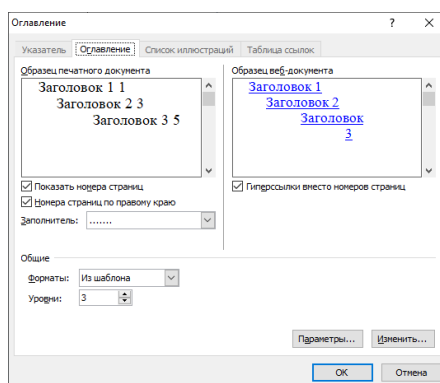 Оглавление ?
Указатель Оглавление Список иллюстраций Таблица ссылок
Образец печатного документа
Заголовок 1 1
Заголовок 2 3
Заголовок 3 5
Образец веб-документа
Заголовок 1
Заголовок 2
Заголовок
3
Показать номера страниц
Номера страниц по правому краю
Заполнитель: .......
Гиперссылки вместо номеров страниц
Общие
Форматы: Из шаблона
Уровни: 3
Параметры... Изменить...
ОК Отмена